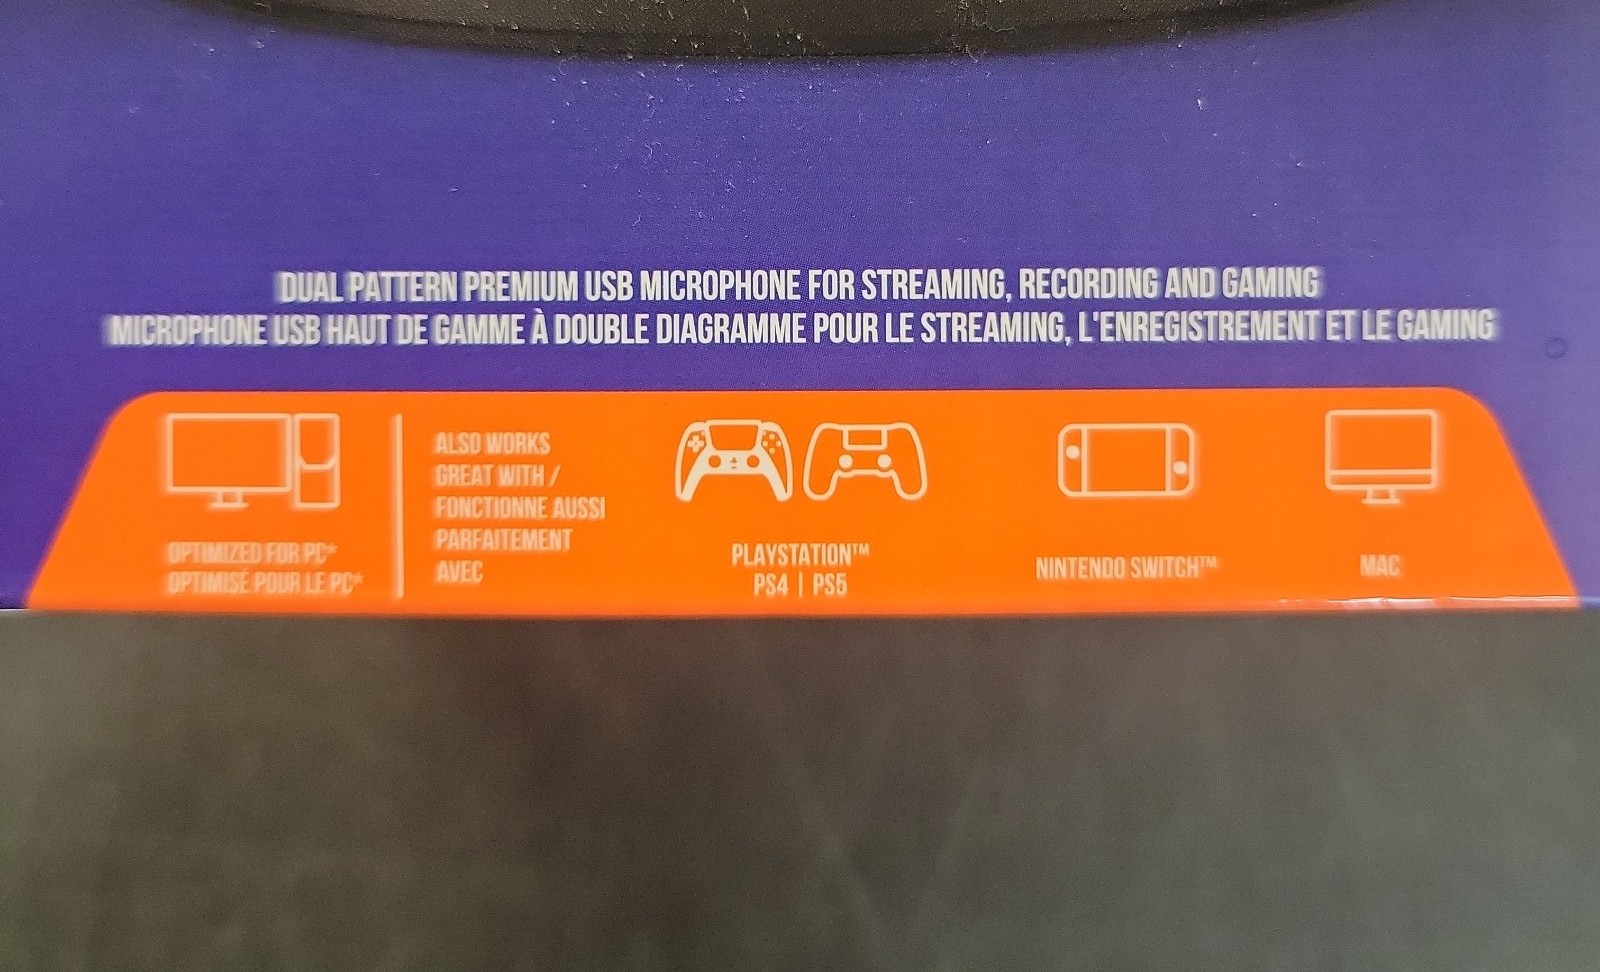 DUAL PATTERN PREMIUM USB MICROPHONE FOR STREAMING, RECORDING AND GAMING
MICROPHONE USB HAUT DE GAMME À DOUBLE DIAGRAMME POUR LE STREAMING, L'ENREGISTREMENT ET LE GAMING
OPTIMIZED FOR PC*
OPTIMISÉ POUR LE PC*
ALSO WORKS
GREAT WITH /
FONCTIONNE AUSSI
PARFAITEMENT
AVEC
PLAYSTATION™
PS4 | PS5
NINTENDO SWITCH™
MAC